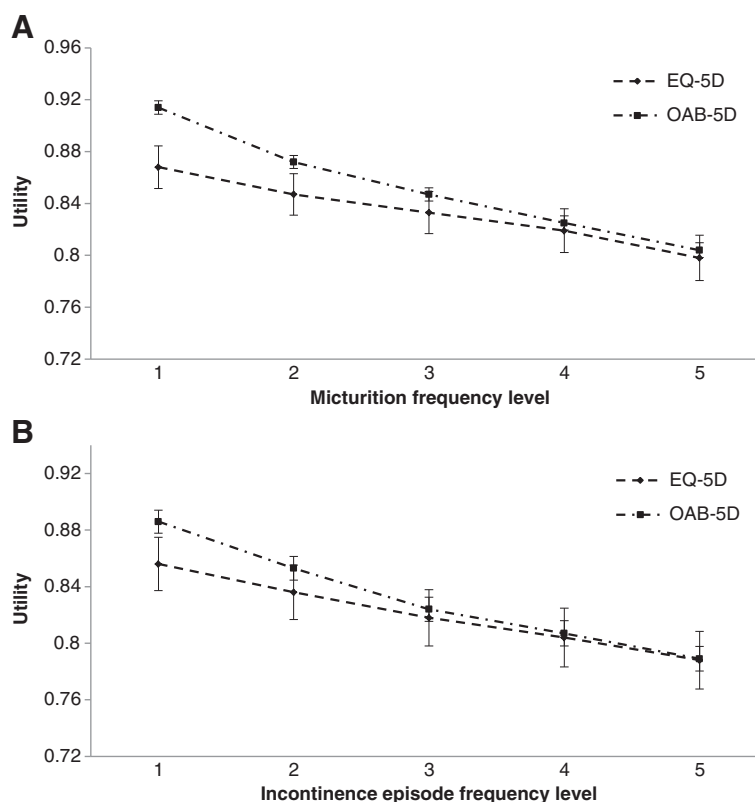 A
0.96
0.92
0.88
0.84
0.8
0.76
0.72
Utility
EQ-5D
OAB-5D
1 2 3 4 5
Micturition frequency level
B
0.92
0.88
0.84
0.8
0.76
0.72
Utility
EQ-5D
OAB-5D
1 2 3 4 5
Incontinence episode frequency level